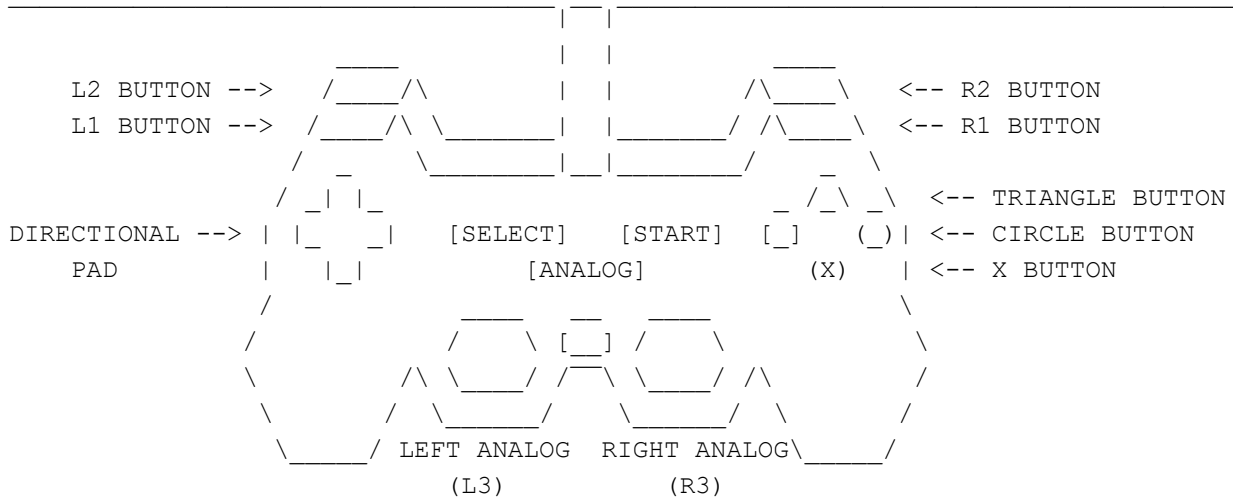 L2 BUTTON --> <-- R2 BUTTON
L1 BUTTON --> <-- R1 BUTTON
<-- TRIANGLE BUTTON
DIRECTIONAL --> [SELECT] [START] [_] (_) <-- CIRCLE BUTTON
PAD [ANALOG] (X) <-- X BUTTON
LEFT ANALOG RIGHT ANALOG
(L3) (R3)